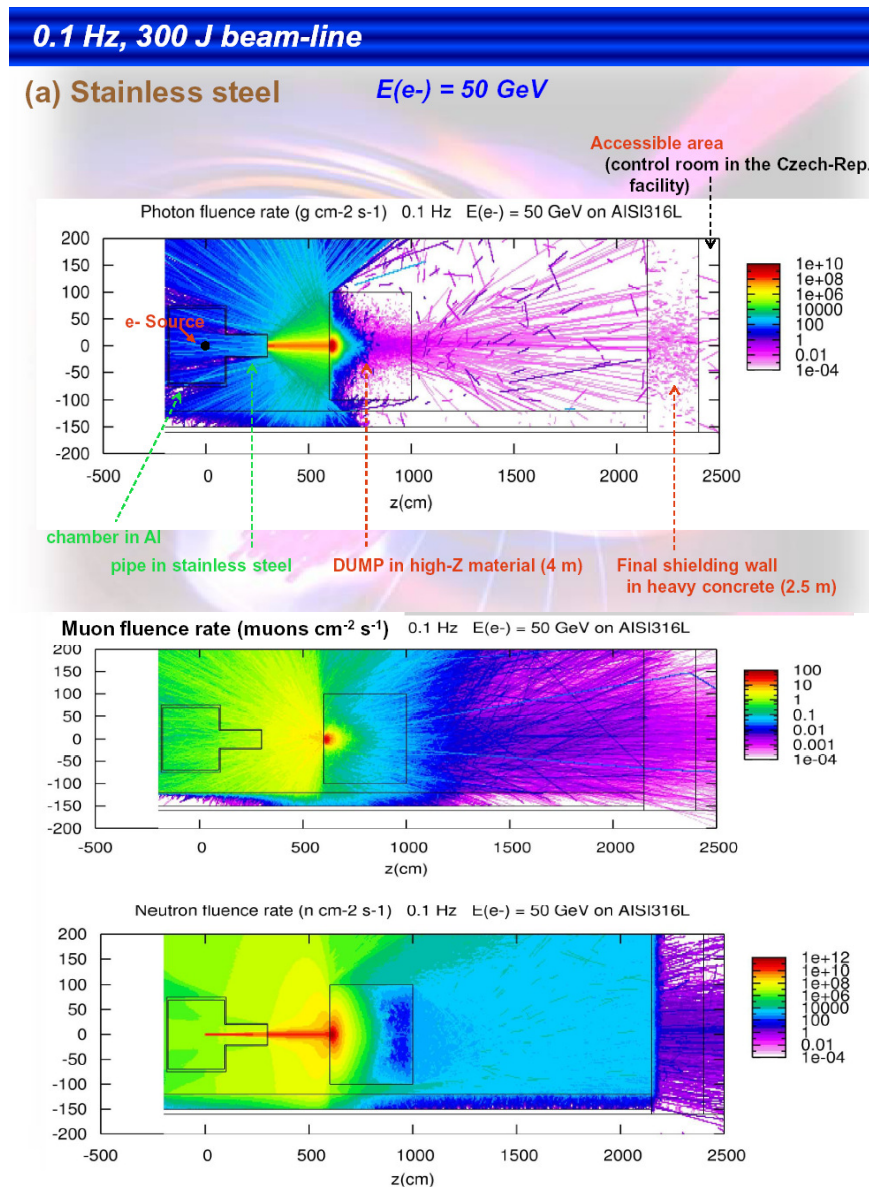 0.1 Hz, 300 J beam-line
(a) Stainless steel
E(e-) = 50 GeV
Accessible area
(control room in the Czech-Rep.
facility)
Photon fluence rate (g cm-2 s-1) 0.1 Hz E(e-) = 50 GeV on AISI316L
200
150
100
50
0
-50
-100
-150
-200
e- Source
1e+10
1e+08
1e+06
10000
100
1
0.01
1e-04
-500 0 500 1000 1500 2000 2500
z(cm)
chamber in Al
pipe in stainless steel
DUMP in high-Z material (4 m)
Final shielding wall
in heavy concrete (2.5 m)
Muon fluence rate (muons cm-2 s-1) 0.1 Hz E(e-) = 50 GeV on AISI316L
200
150
100
50
0
-50
-100
-150
-200
100
10
1
0.1
0.01
0.001
1e-04
-500 0 500 1000 1500 2000 2500
z(cm)
Neutron fluence rate (n cm-2 s-1) 0.1 Hz E(e-) = 50 GeV on AISI316L
200
150
100
50
0
-50
-100
-150
-200
1e+12
1e+10
1e+08
1e+06
10000
100
1
0.01
1e-04
-500 0 500 1000 1500 2000 2500
z(cm)